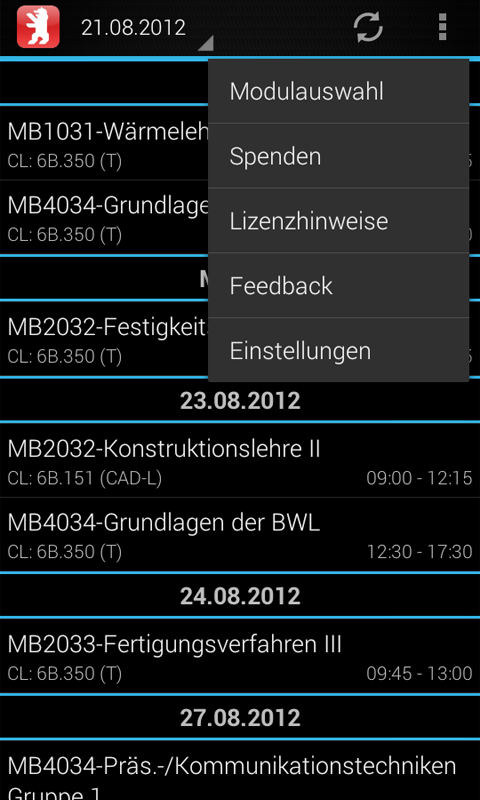 21.08.2012
Modulauswahl
Spenden
Lizenzhinweise
Feedback
Einstellungen
MB1031-Wärmeleh
CL: 6B.350 (T)
MB4034-Grundlage
CL: 6B.350 (T)
MB2032-Festigkeit
CL: 6B.350 (T)
23.08.2012
MB2032-Konstruktionslehre II
CL: 6B.151 (CAD-L) 09:00 - 12:15
MB4034-Grundlagen der BWL
CL: 6B.350 (T) 12:30 - 17:30
24.08.2012
MB2033-Fertigungsverfahren III
CL: 6B.350 (T) 09:45 - 13:00
27.08.2012
MB4034-Präs.-/Kommunikationstechniken
Gruppe 1